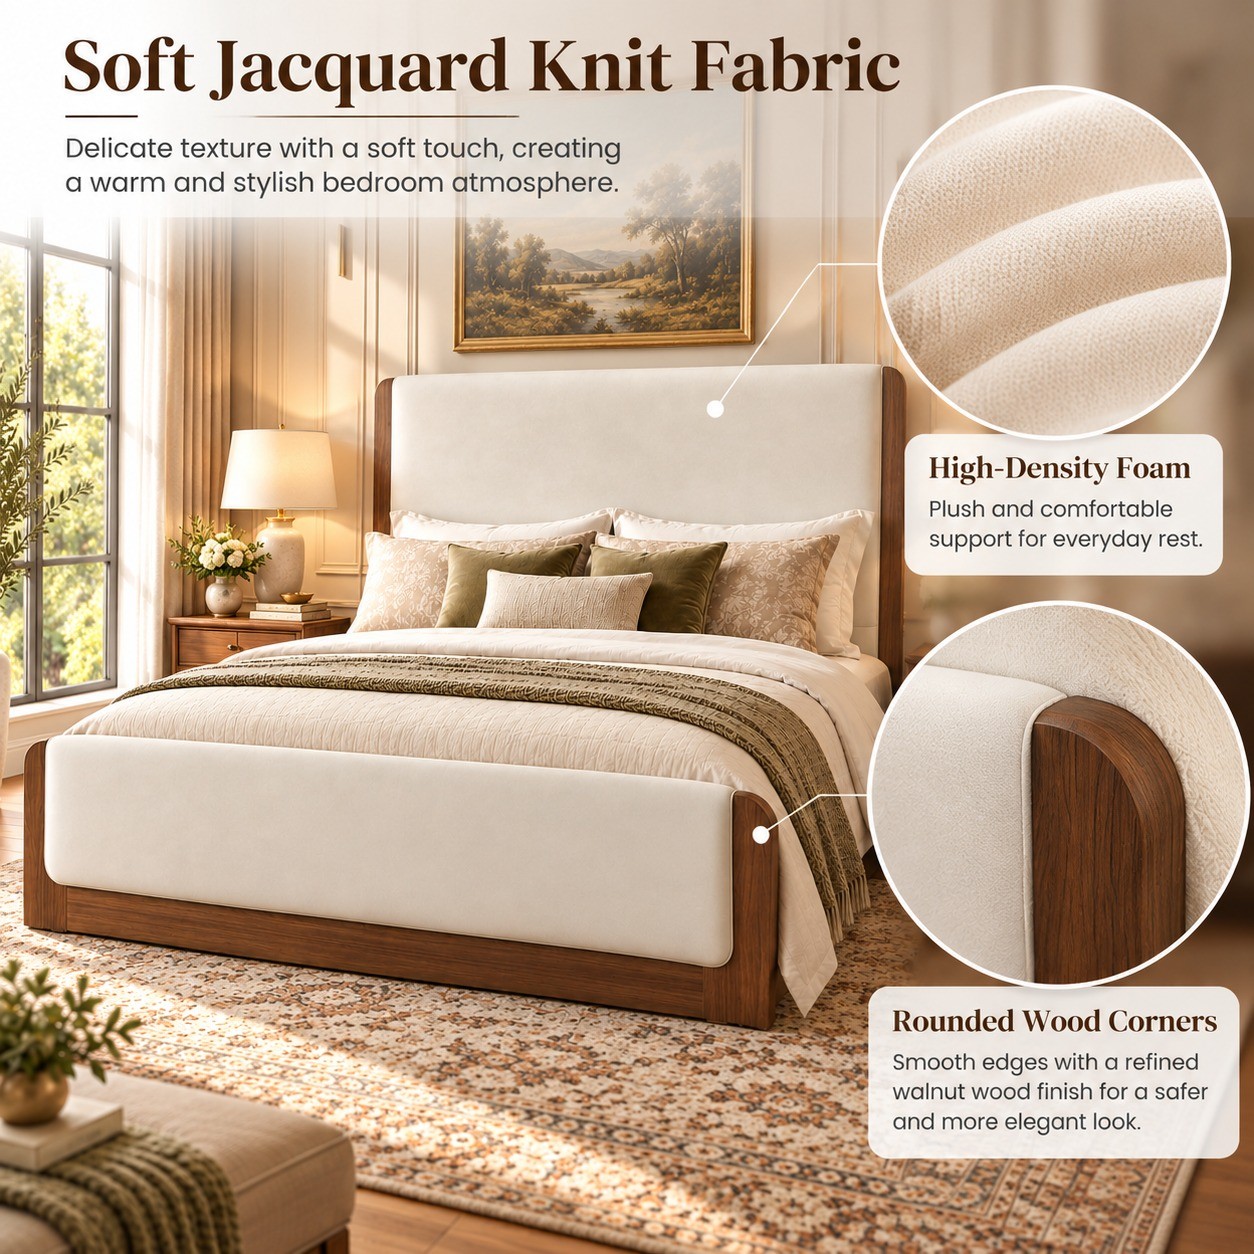 Soft Jacquard Knit Fabric
Delicate texture with a soft touch, creating
a warm and stylish bedroom atmosphere.
High-Density Foam
Plush and comfortable
support for everyday rest.
Rounded Wood Corners
Smooth edges with a refined
walnut wood finish for a safer
and more elegant look.